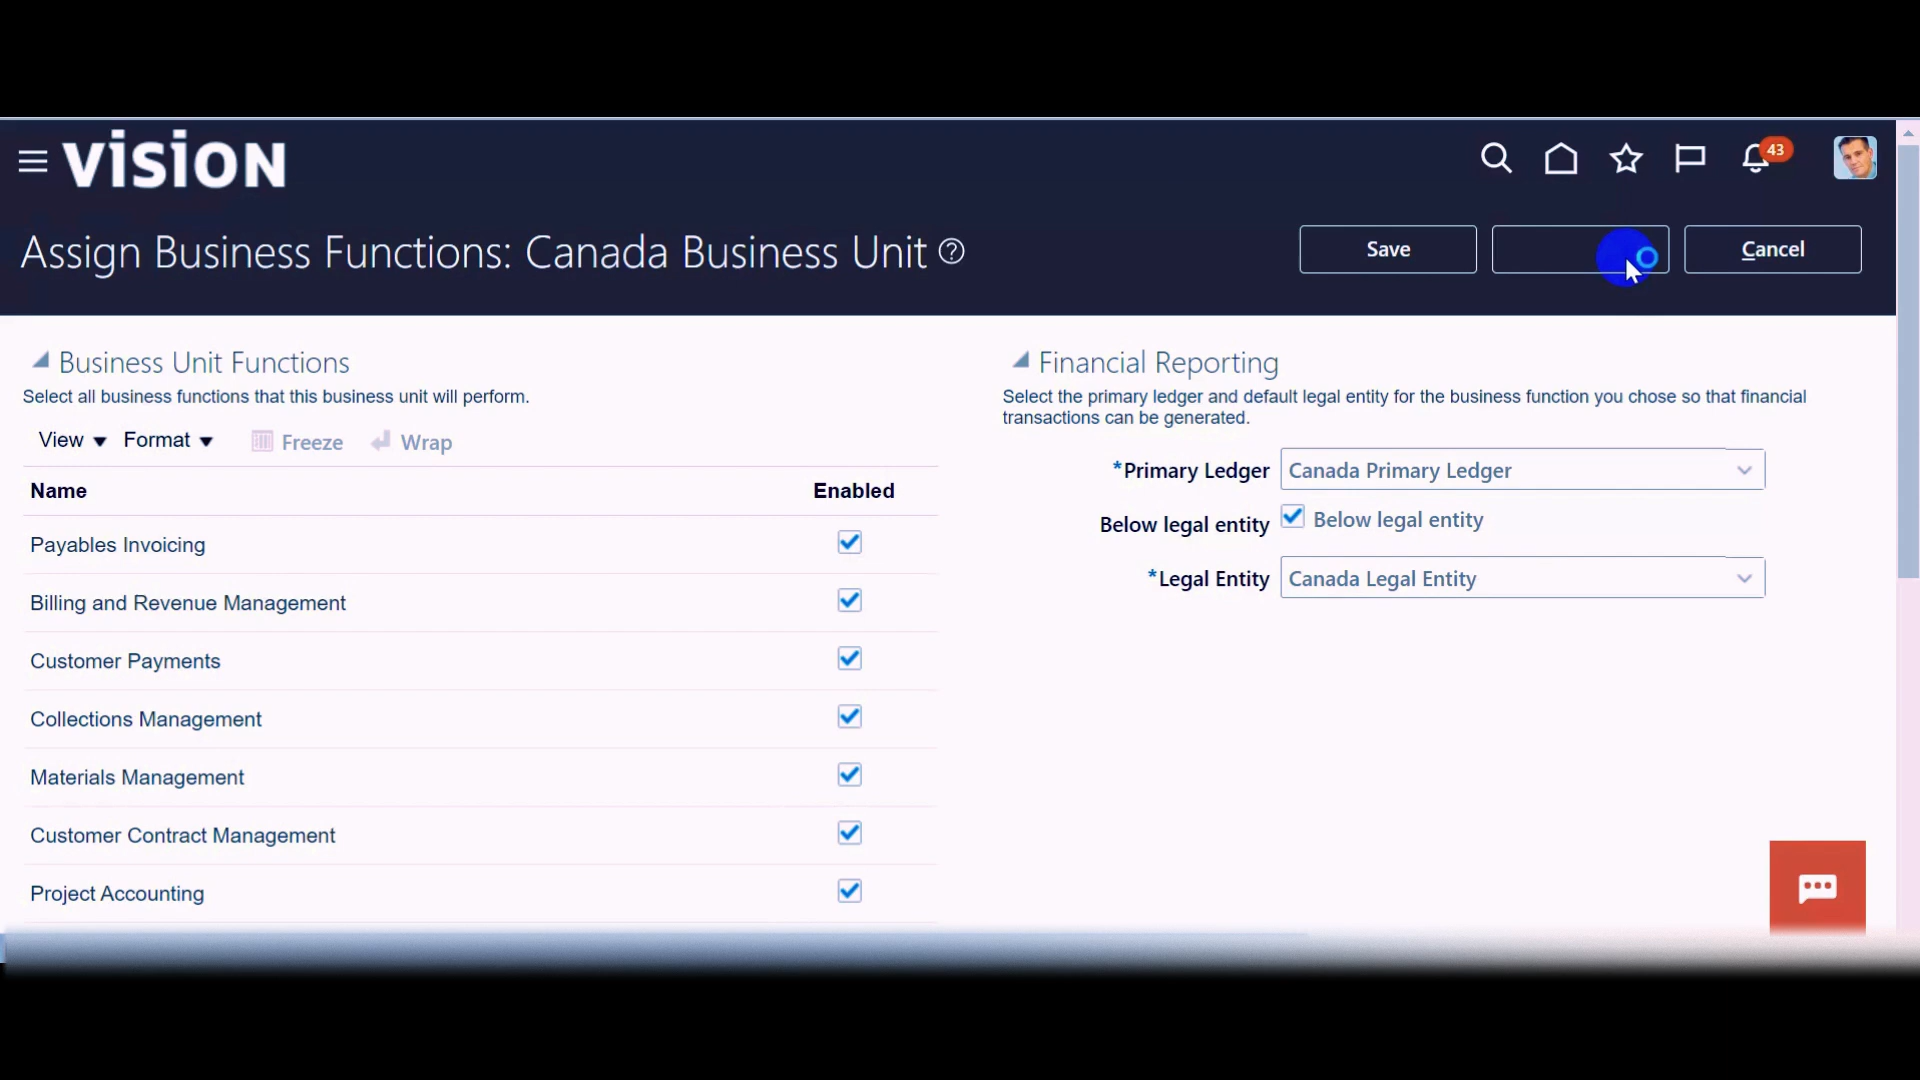 VISION
43
Assign Business Functions: Canada Business Unit ?
Save
Cancel
Business Unit Functions
Select all business functions that this business unit will perform.
View Format Freeze Wrap
Name Enabled
Payables Invoicing
Billing and Revenue Management
Customer Payments
Collections Management
Materials Management
Customer Contract Management
Project Accounting
Financial Reporting
Select the primary ledger and default legal entity for the business function you chose so that financial
transactions can be generated.
*Primary Ledger Canada Primary Ledger
Below legal entity Below legal entity
*Legal Entity Canada Legal Entity